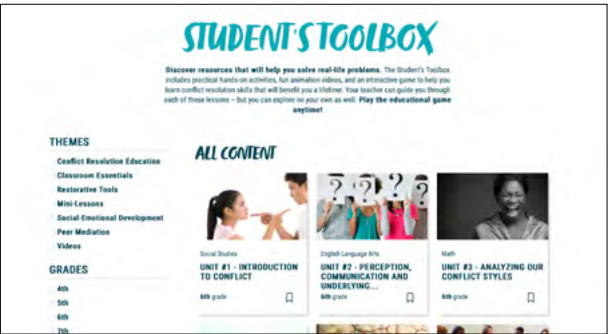 STUDENT'S TOOLBOX
Discover resources that will help you solve real-life problems. The Student's Toolbox
includes practical hands-on activities, fun animation videos, and an interactive game to help you
learn conflict resolution skills that will benefit you a lifetime. Your teacher can guide you through
each of these lessons – but you can explore on your own as well. Play the educational game
anytime!
THEMES
Conflict Resolution Education
Classroom Essentials
Restorative Tools
Mini-Lessons
Social-Emotional Development
Peer Mediation
Videos
GRADES
4th
5th
6th
7th
ALL CONTENT
Social Studies
UNIT #1 - INTRODUCTION
TO CONFLICT
6th grade
? ? ? ?
English Language Arts
UNIT #2 - PERCEPTION,
COMMUNICATION AND
UNDERLYING...
6th grade
Math
UNIT #3 - ANALYZING OUR
CONFLICT STYLES
6th grade